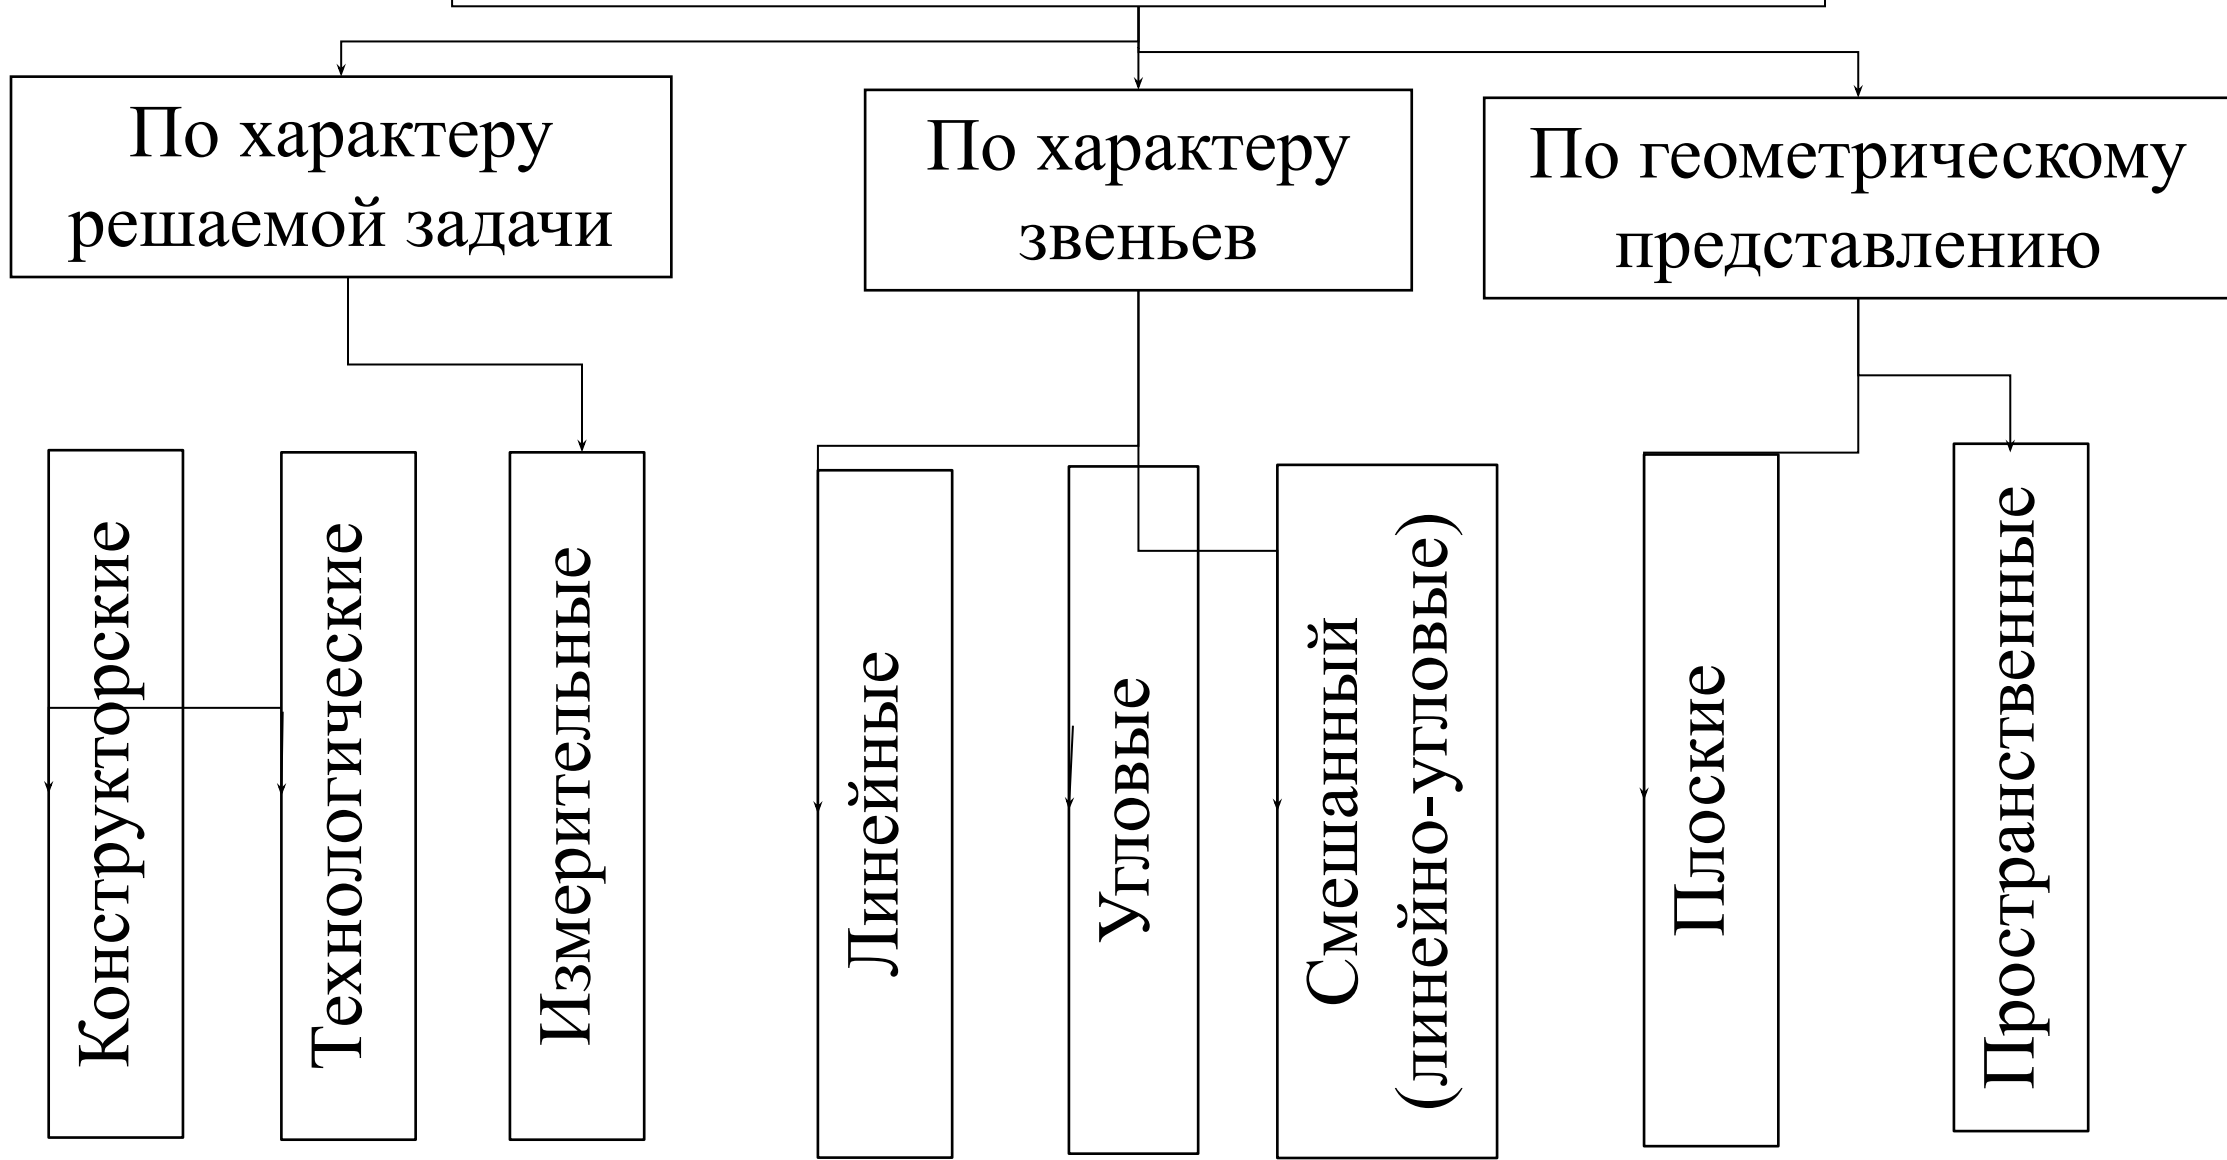 По характеру
решаемой задачи
По характеру
звеньев
По геометрическому
представлению
Конструкторские
Технологические
Измерительные
Линейные
Угловые
Смешанный
(линейно-угловые)
Плоские
Пространственные